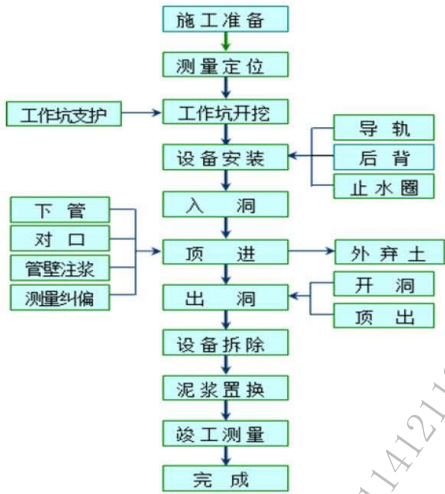 施工准备
测量定位
工作坑支护
工作坑开挖
导轨
设备安装
后背
止水圈
下管
入洞
对口
顶进
外弃土
管壁注浆
开洞
测量纠偏
出洞
顶出
设备拆除
泥浆置换
竣工测量
完成